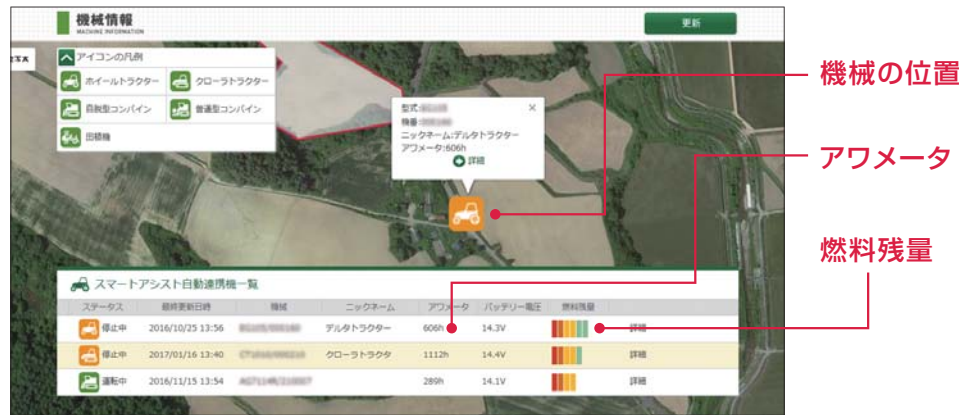 機械情報
MACHINE INFORMATION
更新
アイコンの凡例
ホイールトラクター
クローラトラクター
自脱型コンバイン
普通型コンバイン
田植機
型式:
機番:
ニックネーム:デルタトラクター
アワメータ:606h
詳細
機械の位置
アワメータ
燃料残量
スマートアシスト自動連携機一覧
ステータス 最終更新日時 機械 ニックネーム アワメータ バッテリー電圧 燃料残量
停止中 2016/10/25 13:56 デルタトラクター 606h 14.3V 詳細
停止中 2017/01/16 13:40 クローラトラクタ 1112h 14.4V 詳細
運転中 2016/11/15 13:54 289h 14.1V 詳細